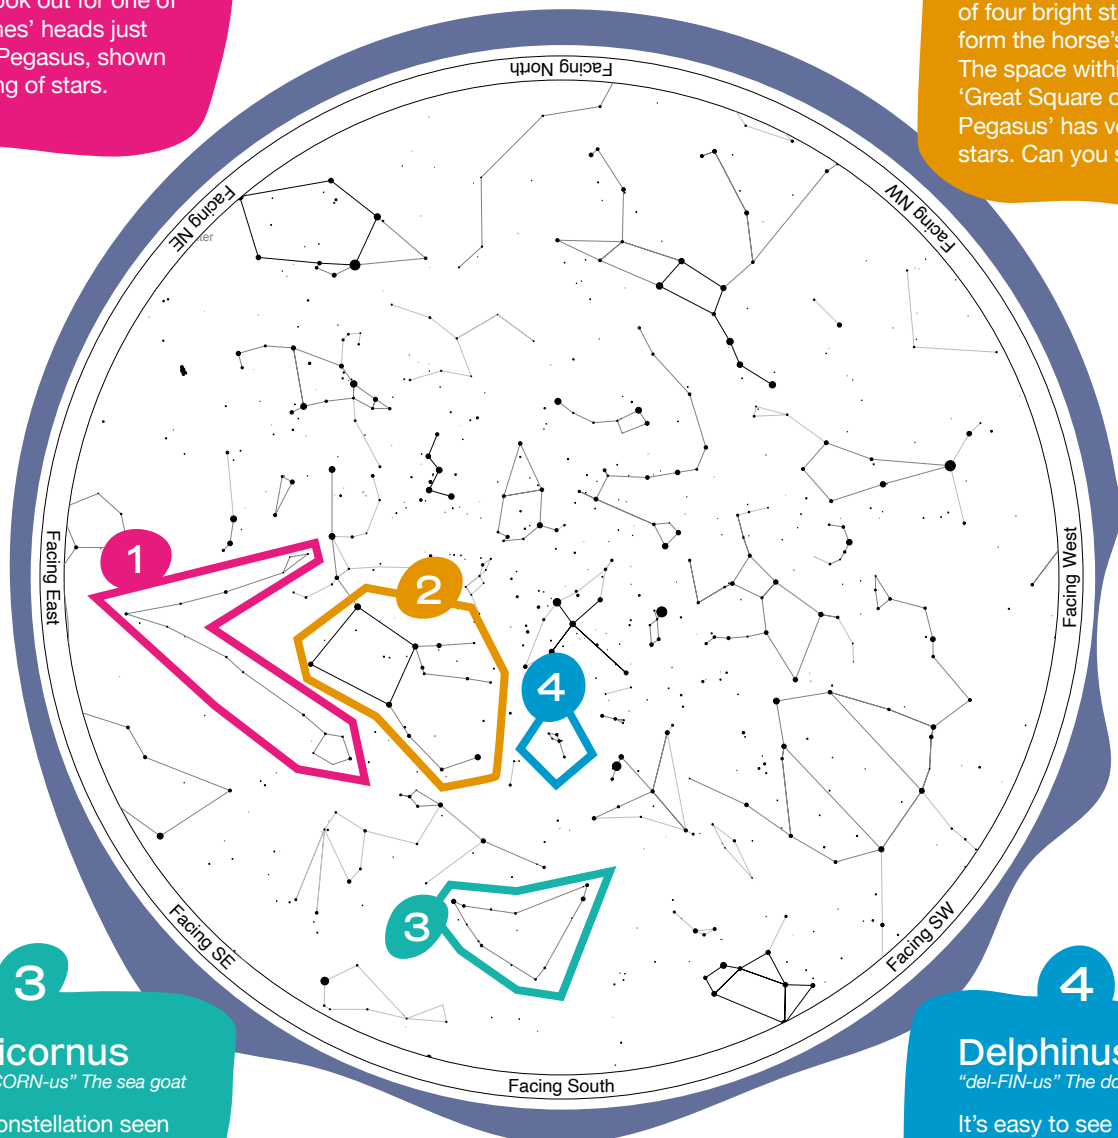 ook out for one of
nes' heads just
Pegasus, shown
ng of stars.
of four bright st
form the horse's
The space withi
'Great Square o
Pegasus' has ve
stars. Can you s
Facing North
Facing NE
ter
Facing NW
1
Facing East
2
Facing West
4
3
Facing SE
Facing SW
Facing South
3
icornus
CORN-us" The sea goat
onstellation seen
4
Delphinus
"del-FIN-us" The do
It's easy to see